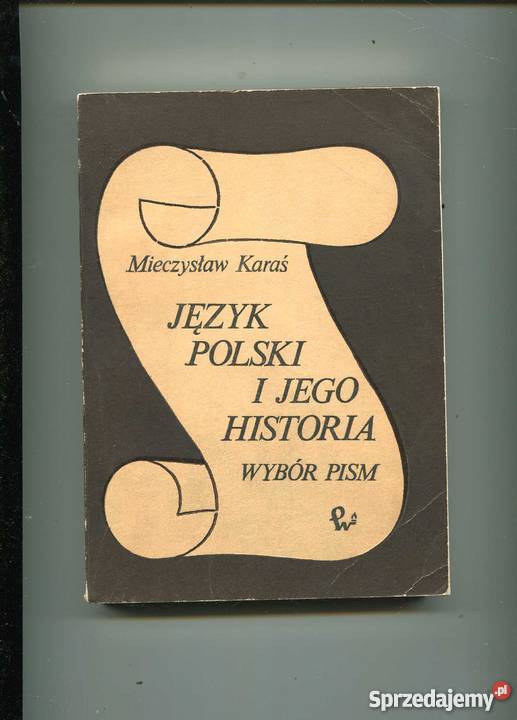 Mieczysław Karaś
JĘZYK
POLSKI
I JEGO
HISTORIA
WYBÓR PISM
Sprzedajemy.pl